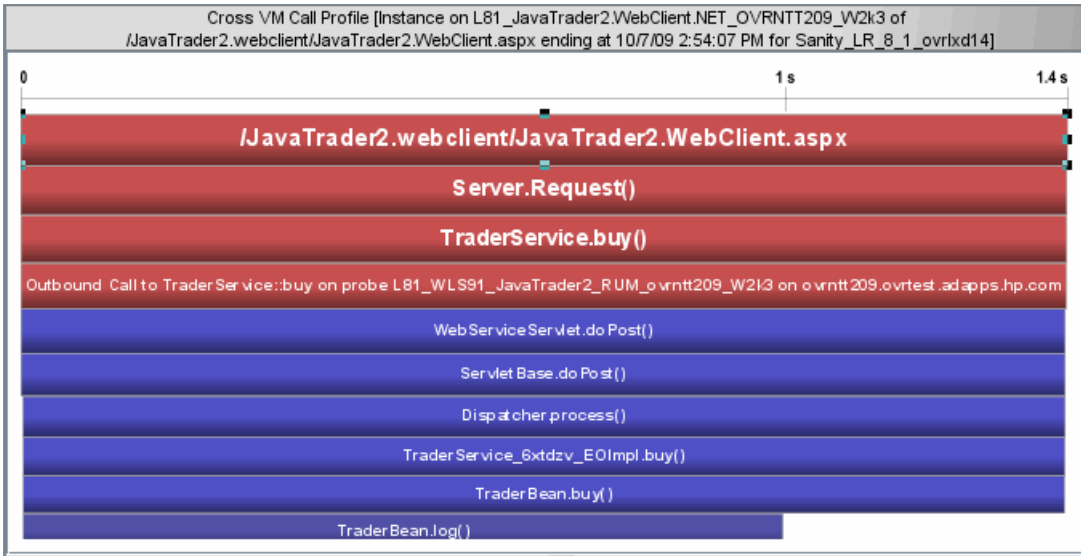 Cross VM Call Profile [Instance on L81_JavaTrader2.WebClient.NET_OVRNTT209_W2k3 of
/JavaTrader2.webclient/JavaTrader2.WebClient.aspx ending at 10/7/09 2:54:07 PM for Sanity_LR_8_1_ovrlxd14]
0 1 s 1.4 s
/JavaTrader2.webclient/JavaTrader2.WebClient.aspx
Server.Request()
TraderService.buy()
Outbound Call to TraderService::buy on probe L81_WLS91_JavaTrader2_RUM_ovrntt209_W2k3 on ovrntt209.ovrtest.adapps.hp.com
WebServiceServlet.doPost()
ServletBase.doPost()
Dispatcher.process()
TraderService_6xtdzv_EOImpl.buy()
TraderBean.buy()
TraderBean.log()